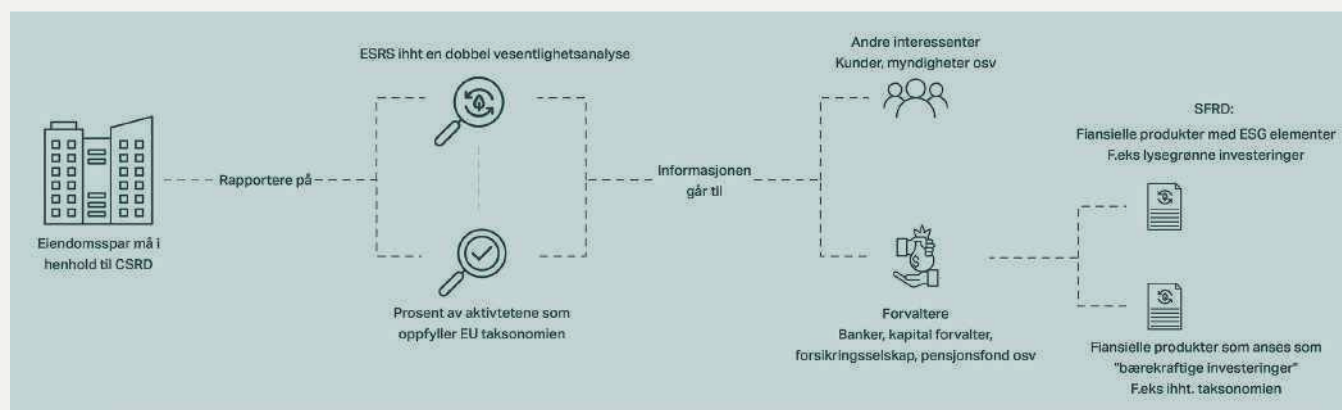 Eiendomsspar må i
henhold til CSRD
Rapportere på
ESRS ihht en dobbel vesentlighetsanalyse
Prosent av aktivtetene som
oppfyller EU taksonomien
Informasjonen
går til
Andre interessenter
Kunder, myndigheter osv
Forvaltere
Banker, kapital forvalter,
forsikringsselskap, pensjonsfond osv
SFRD:
Fiansielle produkter med ESG elementer
F.eks lysegrønne investeringer
Fiansielle produkter som anses som
"bærekraftige investeringer"
F.eks ihht. taksonomien